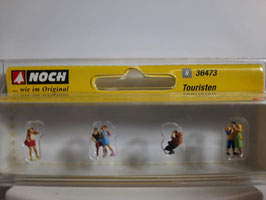 NOCH
... wie im Original
N 36473
Touristen